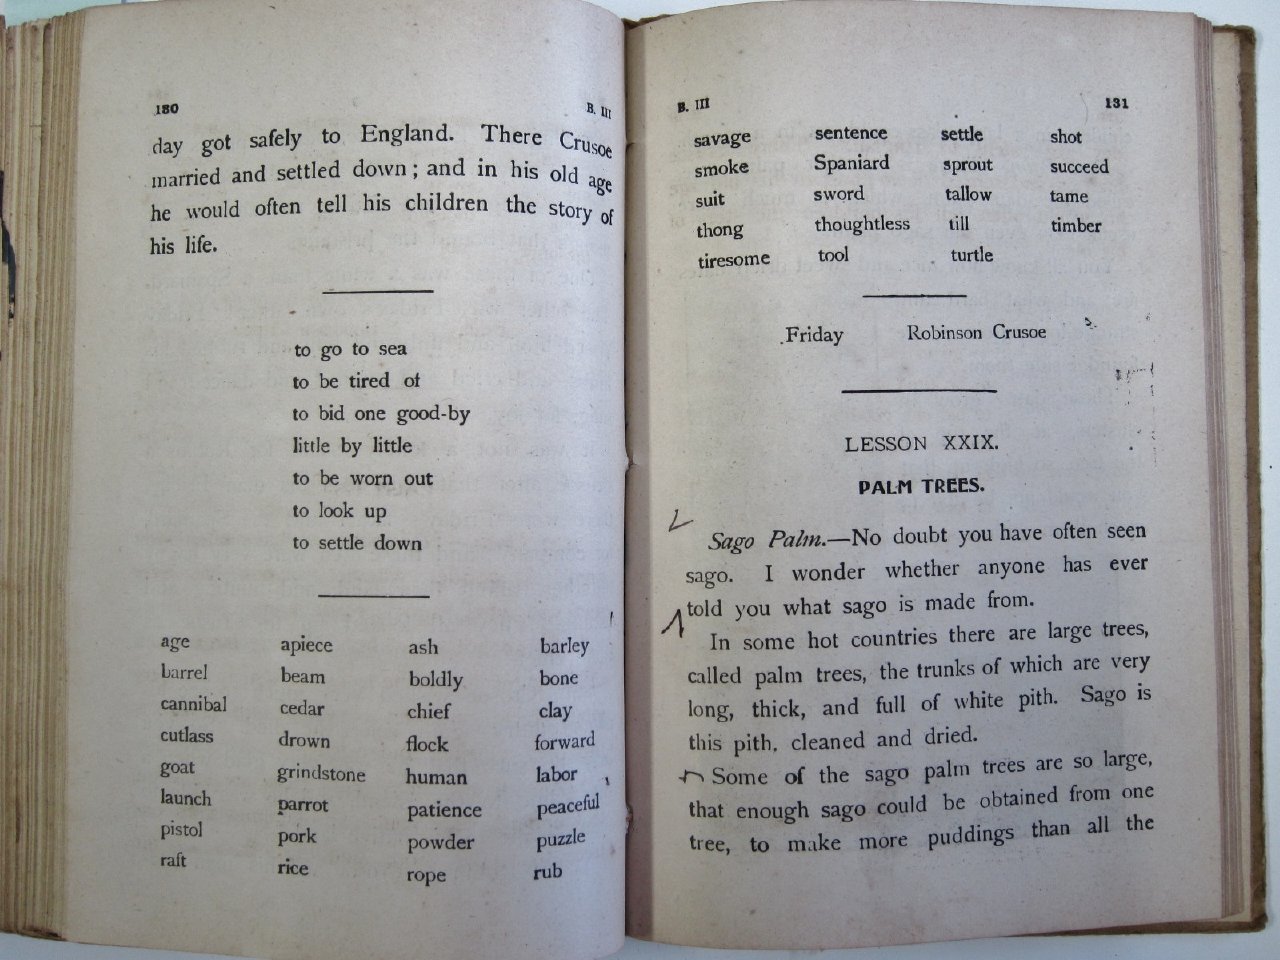 180 B. III
day got safely to England. There Crusoe
married and settled down; and in his old age
he would often tell his children the story of
his life.
to go to sea
to be tired of
to bid one good-by
little by little
to be worn out
to look up
to settle down
age apiece ash barley
barrel beam boldly bone
cannibal cedar chief clay
cutlass drown flock forward
goat grindstone human labor
launch parrot patience peaceful
pistol pork powder puzzle
raft rice rope rub
B. III 131
savage sentence settle shot
smoke Spaniard sprout succeed
suit sword tallow tame
thong thoughtless till timber
tiresome tool turtle
Friday Robinson Crusoe
LESSON XXIX.
PALM TREES.
Sago Palm.—No doubt you have often seen
sago. I wonder whether anyone has ever
told you what sago is made from.
In some hot countries there are large trees,
called palm trees, the trunks of which are very
long, thick, and full of white pith. Sago is
this pith, cleaned and dried.
Some of the sago palm trees are so large,
that enough sago could be obtained from one
tree, to make more puddings than all the